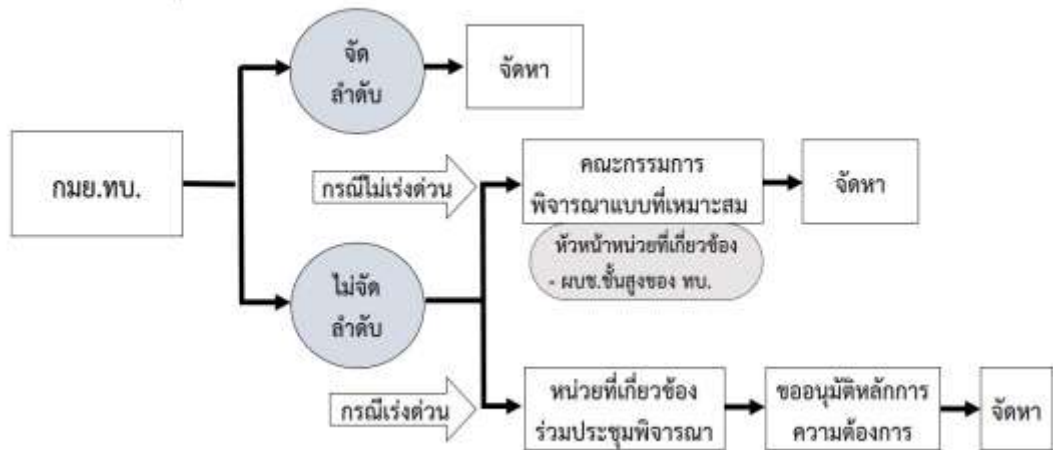 จัด
ลำดับ
จัดหา
กมย.ทบ.
กรณีไม่เร่งด่วน
คณะกรรมการ
พิจารณาแบบที่เหมาะสม
จัดหา
หัวหน้าหน่วยที่เกี่ยวข้อง
- ผบช.ชั้นสูงของ ทบ.
ไม่จัด
ลำดับ
กรณีเร่งด่วน
หน่วยที่เกี่ยวข้อง
ร่วมประชุมพิจารณา
ขออนุมัติหลักการ
ความต้องการ
จัดหา